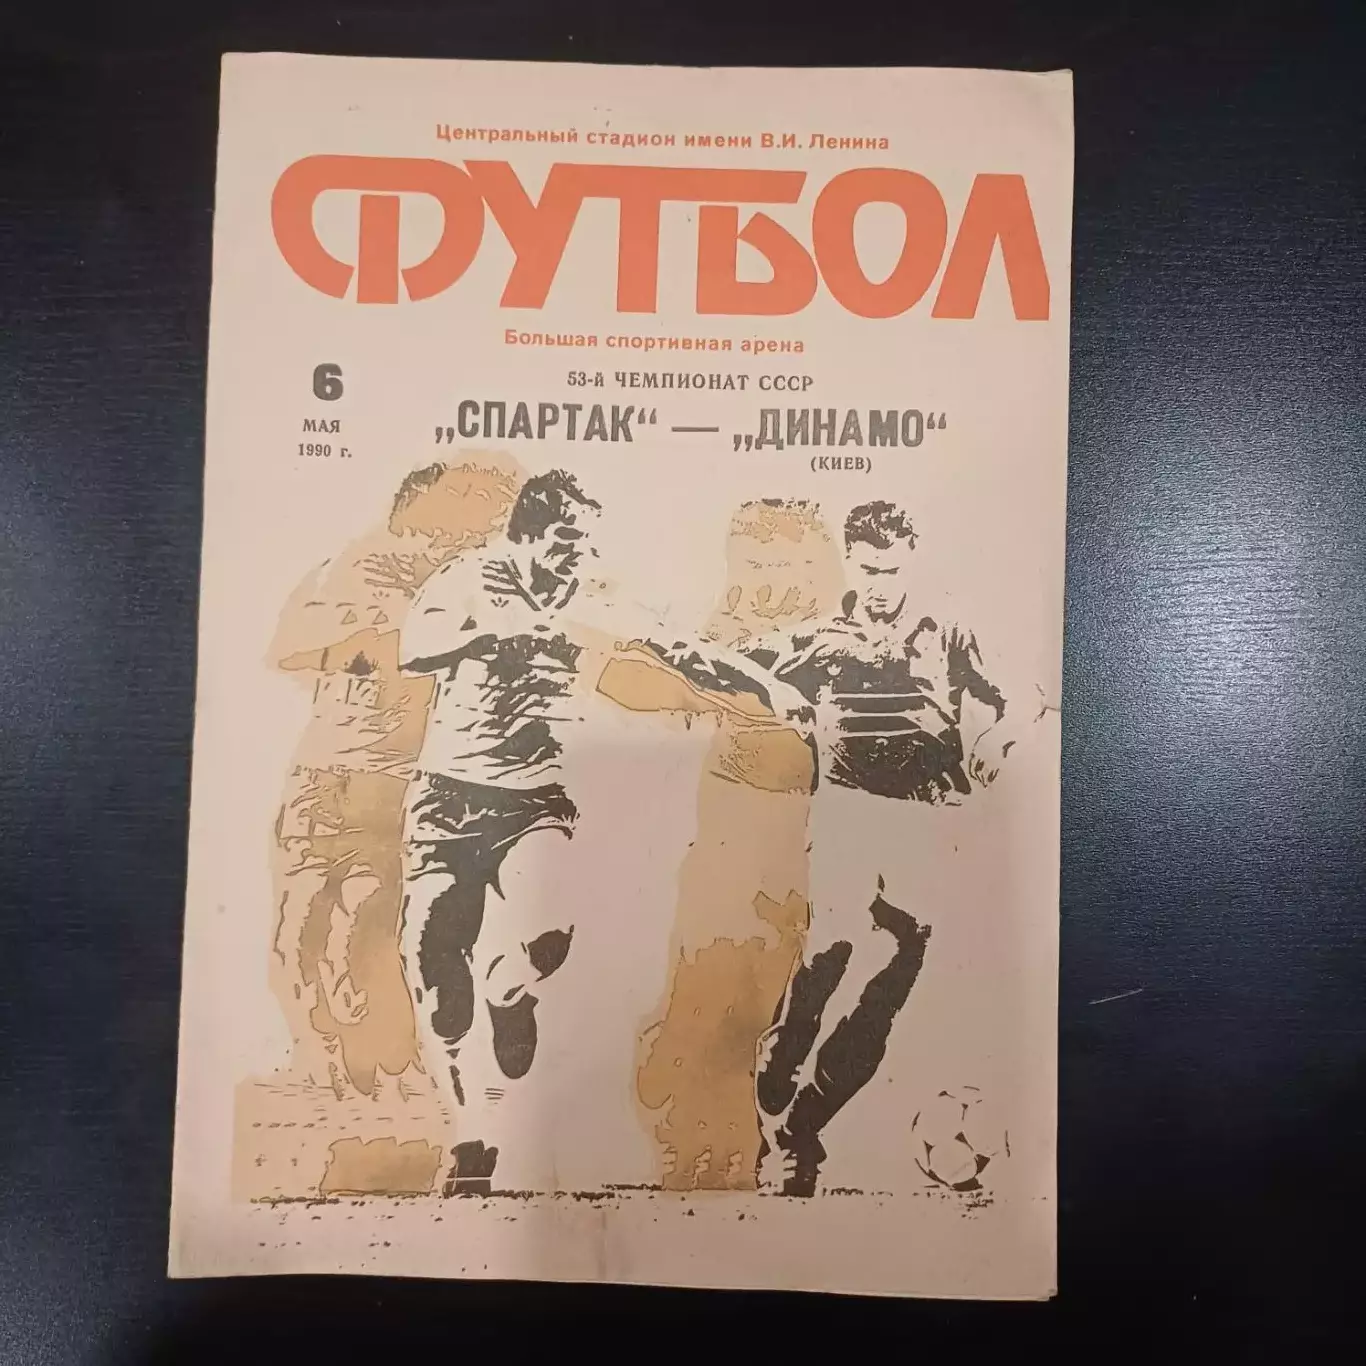 Центральный стадион имени В.И. Ленина
ФУТБОЛ
Большая спортивная арена
6
МАЯ
1990 г.
53-й ЧЕМПИОНАТ СССР
„СПАРТАК“ — „ДИНАМО“
(КИЕВ)